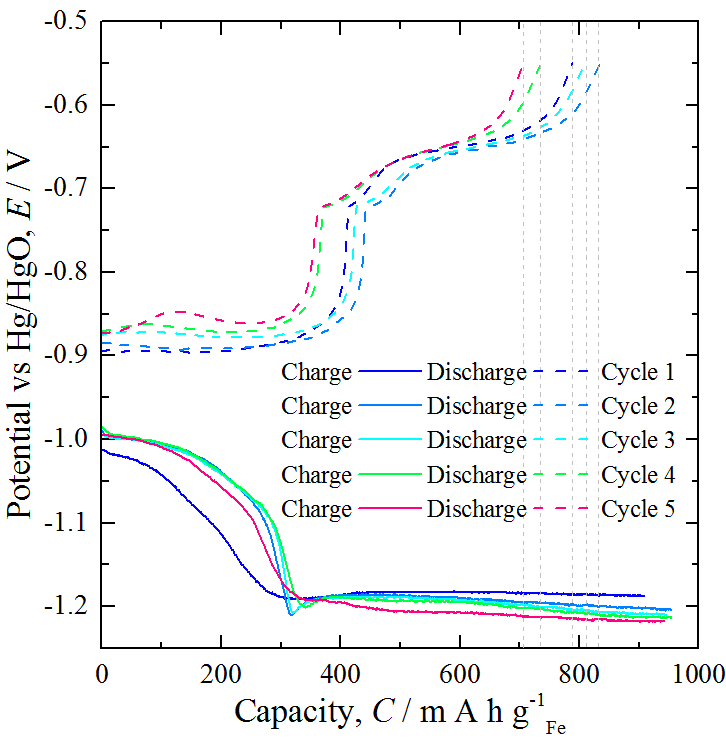 Potential vs Hg/HgO, E / V
-0.5
-0.6
-0.7
-0.8
-0.9
-1.0
-1.1
-1.2
Charge Discharge Cycle 1
Charge Discharge Cycle 2
Charge Discharge Cycle 3
Charge Discharge Cycle 4
Charge Discharge Cycle 5
0 200 400 600 800 1000
Capacity, C / m A h g⁻¹Fe